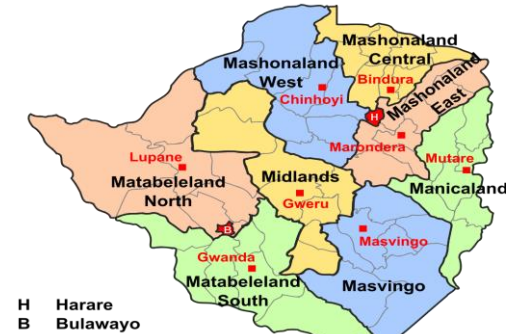 Mashonaland
Central
Bindura
Mashonaland
West
Chinhoyi
Mashonaland
East
H
Marondera
Mutare
Manicaland
Lupane
Matabeleland
North
Midlands
Gweru
B
Masvingo
Gwanda
Matabeleland
South
Masvingo
H Harare
B Bulawayo